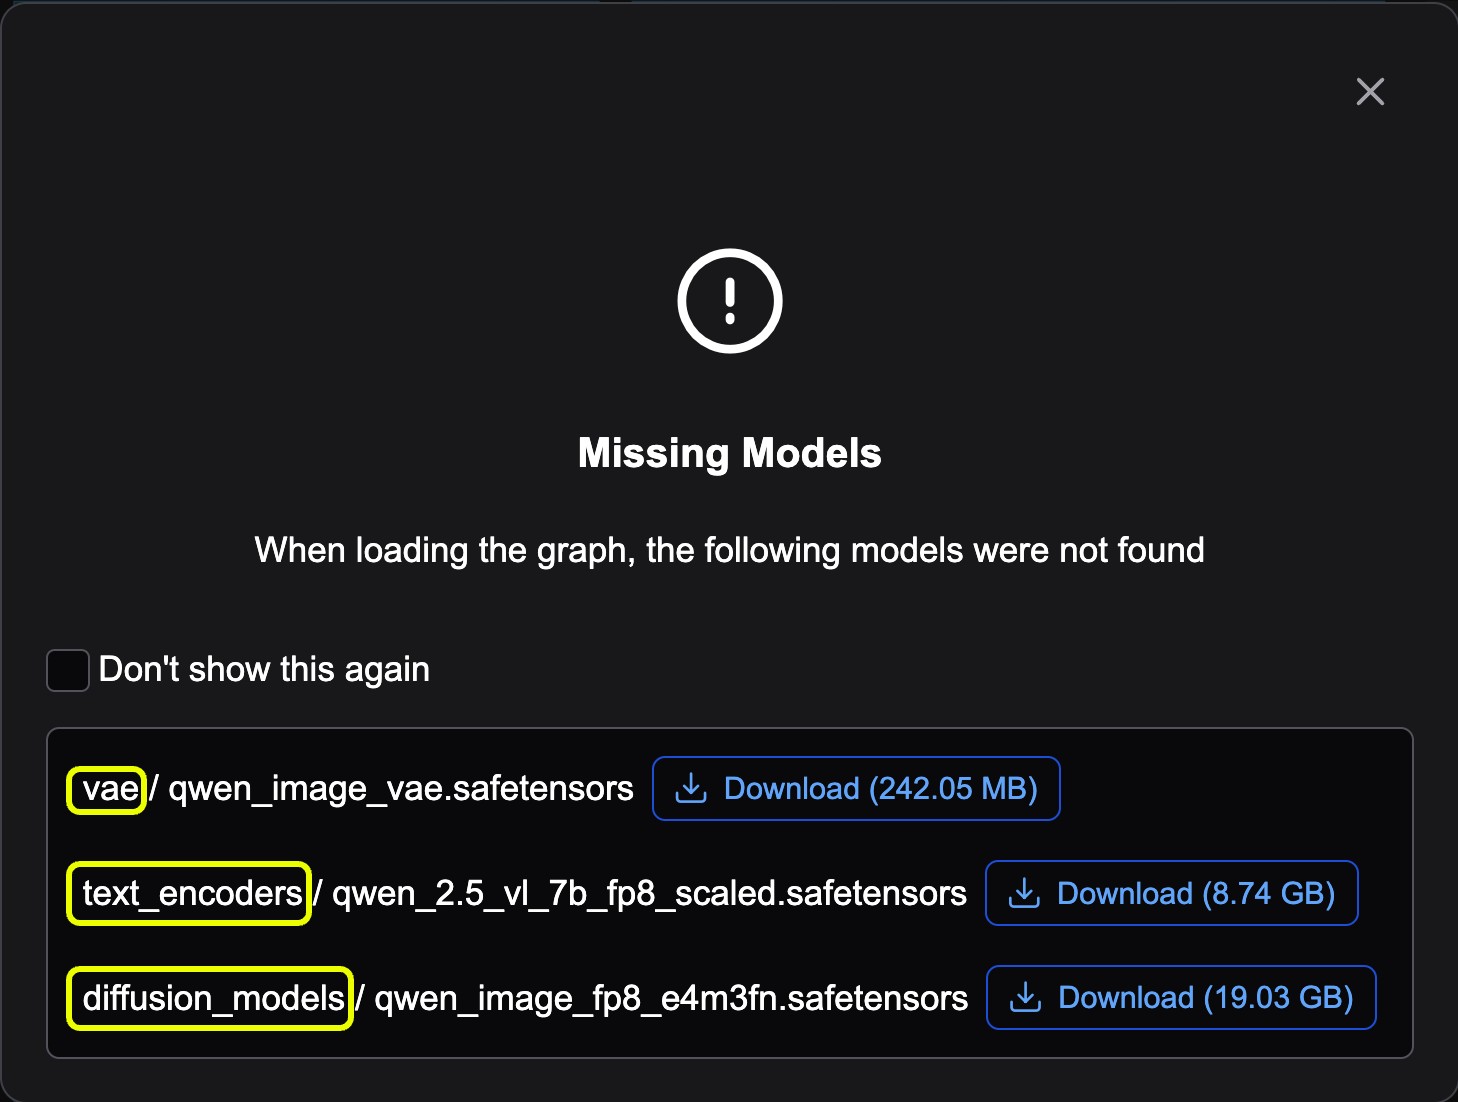 Missing Models
When loading the graph, the following models were not found
Don't show this again
vae / qwen_image_vae.safetensors Download (242.05 MB)
text_encoders / qwen_2.5_vl_7b_fp8_scaled.safetensors Download (8.74 GB)
diffusion_models / qwen_image_fp8_e4m3fn.safetensors Download (19.03 GB)